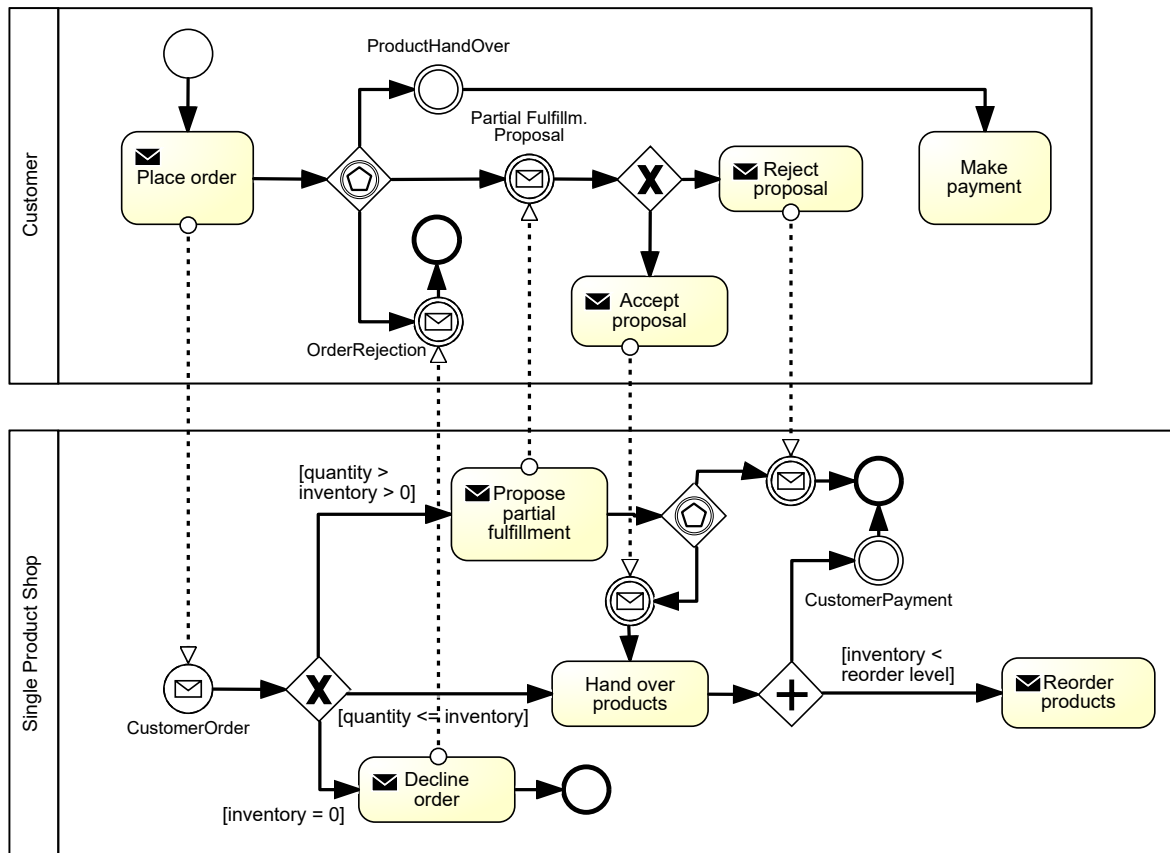 Customer
ProductHandOver
Partial Fulfillm.
Proposal
Place order
Reject
proposal
Make
payment
Accept
proposal
OrderRejection
Single Product Shop
[quantity >
inventory > 0]
Propose
partial
fulfillment
CustomerPayment
[inventory <
reorder level]
Hand over
products
Reorder
products
CustomerOrder
[quantity <= inventory]
Decline
order
[inventory = 0]